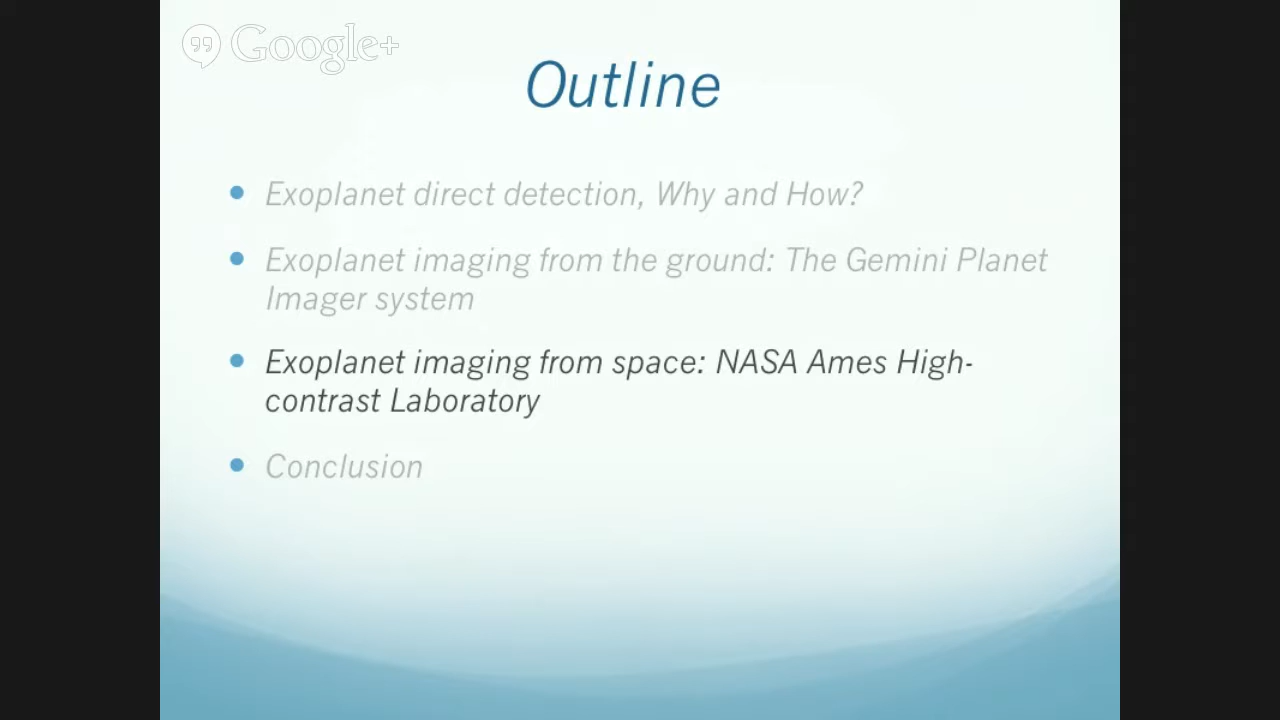 Google+
Outline
Exoplanet direct detection, Why and How?
Exoplanet imaging from the ground: The Gemini Planet
Imager system
Exoplanet imaging from space: NASA Ames High-
contrast Laboratory
Conclusion